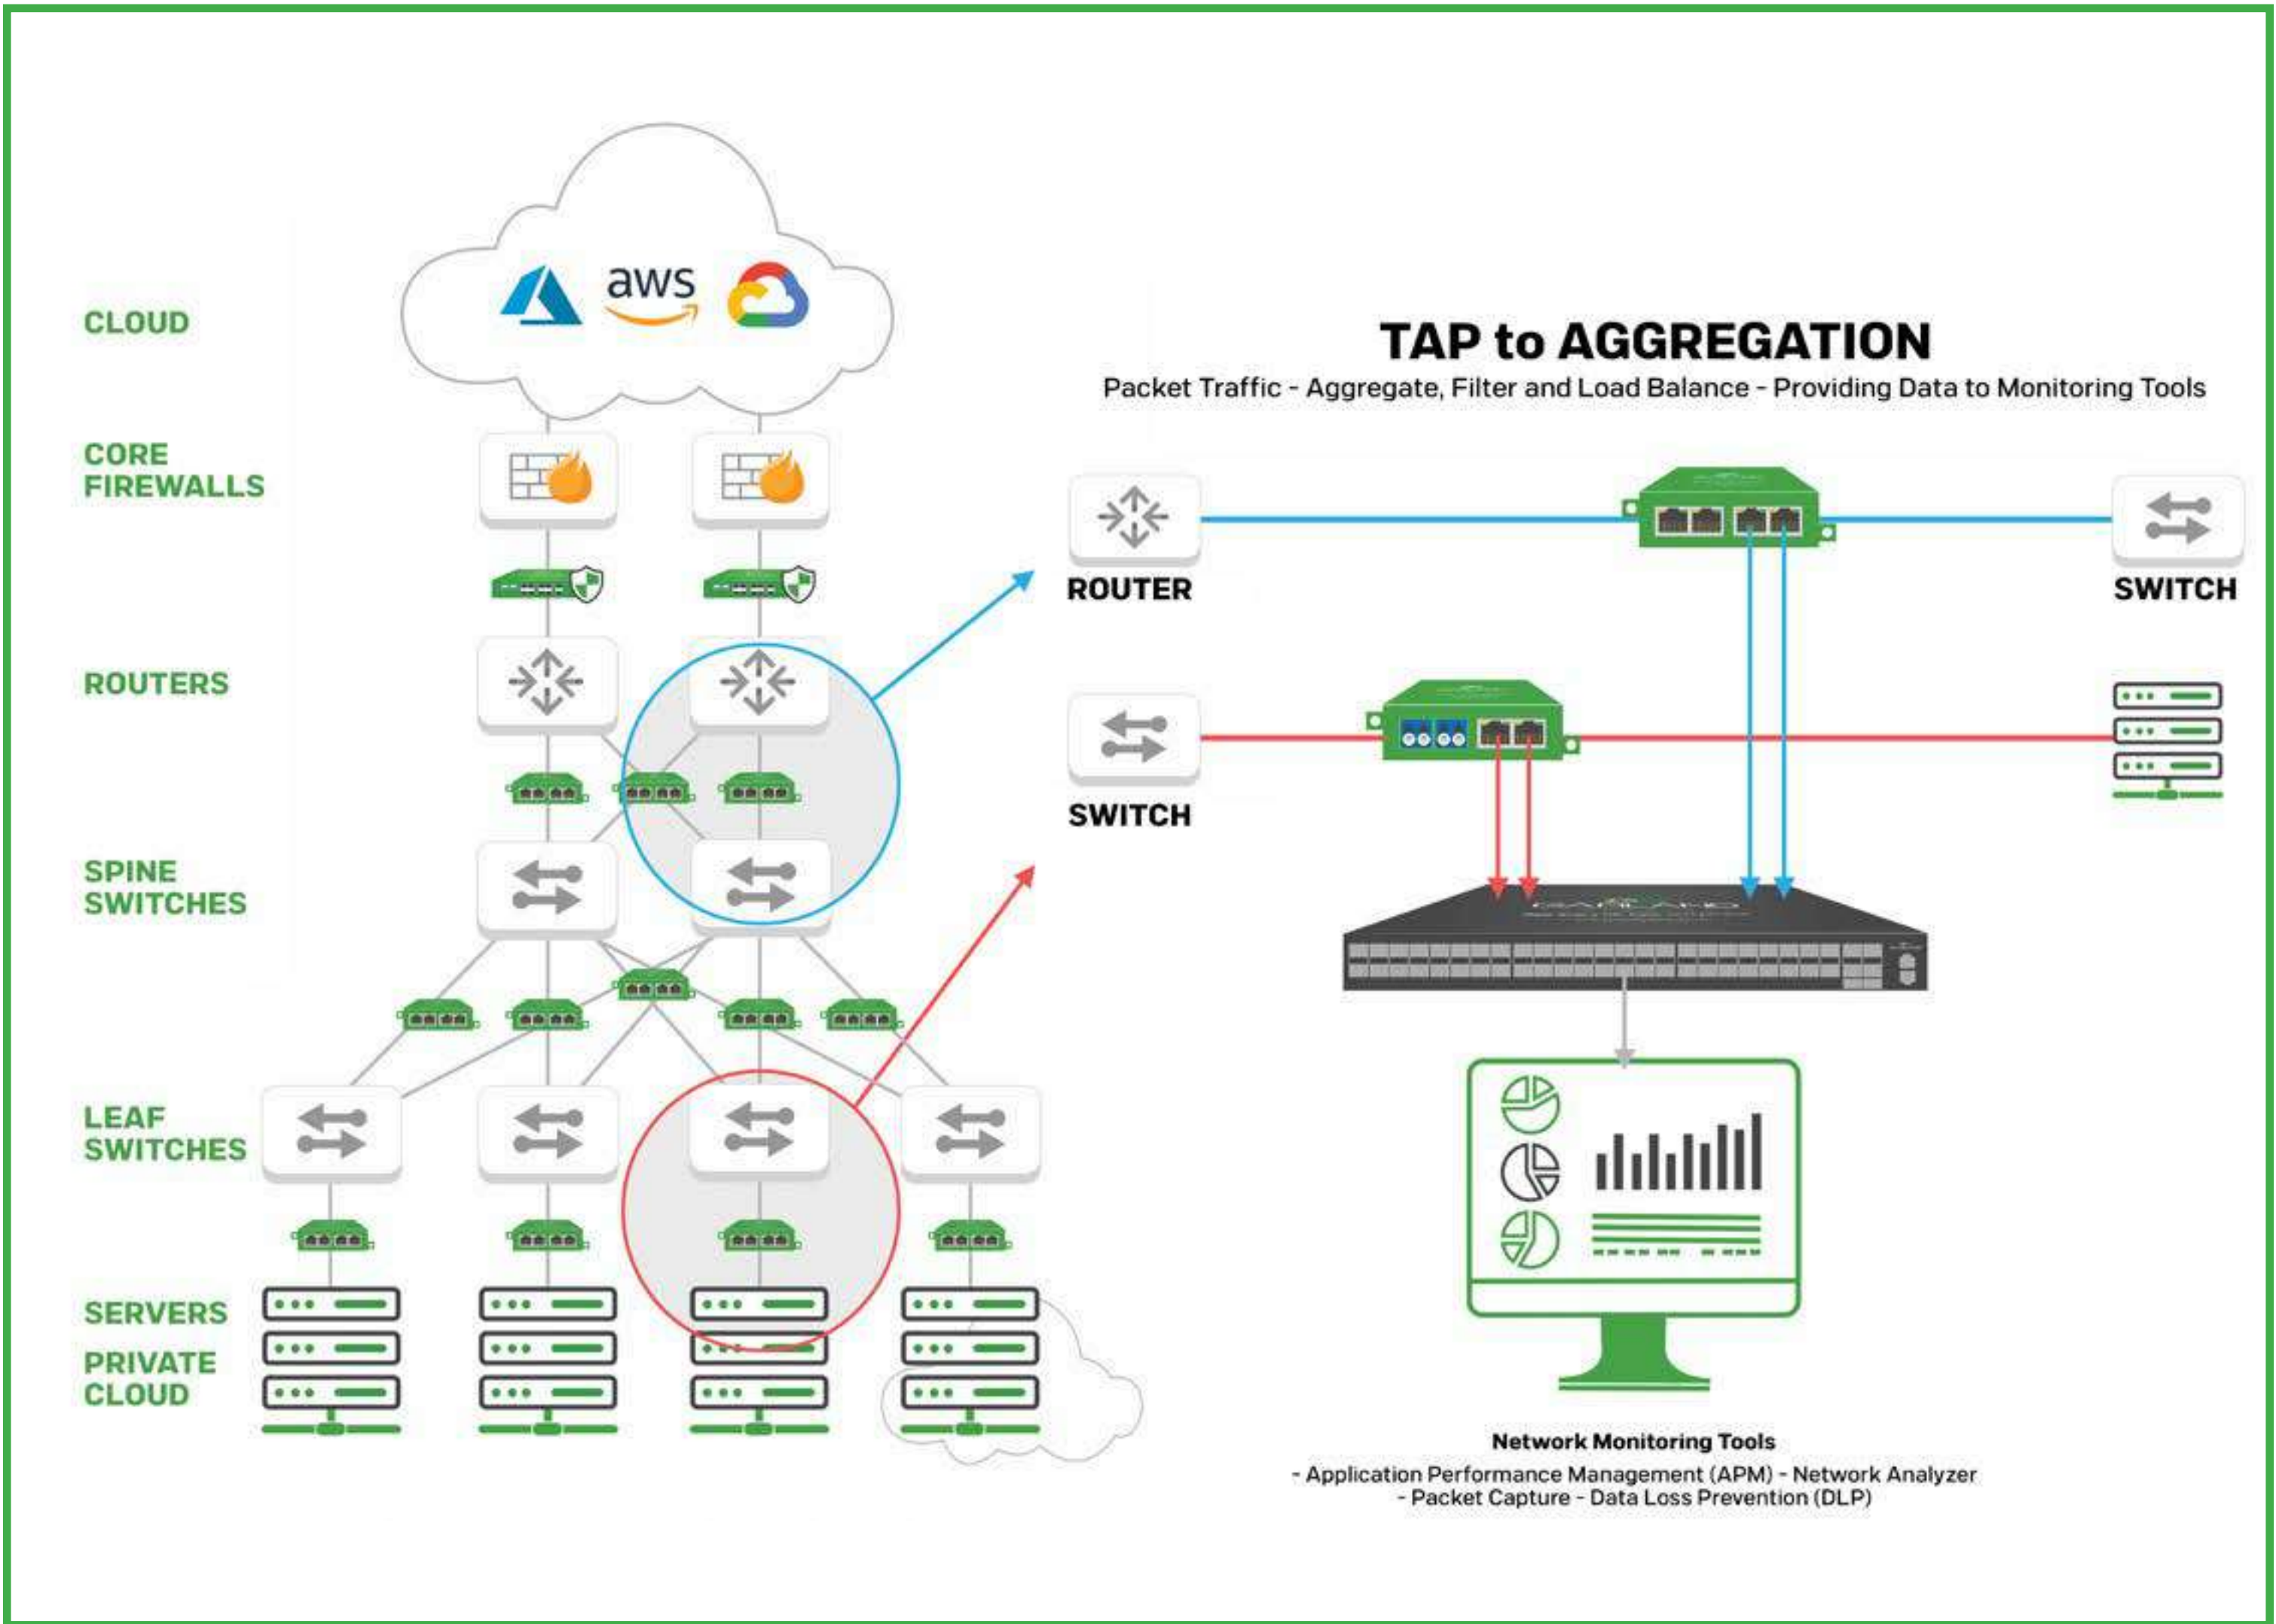 CLOUD
aws
CORE
FIREWALLS
ROUTERS
SPINE
SWITCHES
LEAF
SWITCHES
SERVERS
PRIVATE
CLOUD
TAP to AGGREGATION
Packet Traffic - Aggregate, Filter and Load Balance - Providing Data to Monitoring Tools
ROUTER
SWITCH
SWITCH
Network Monitoring Tools
- Application Performance Management (APM) - Network Analyzer
- Packet Capture - Data Loss Prevention (DLP)